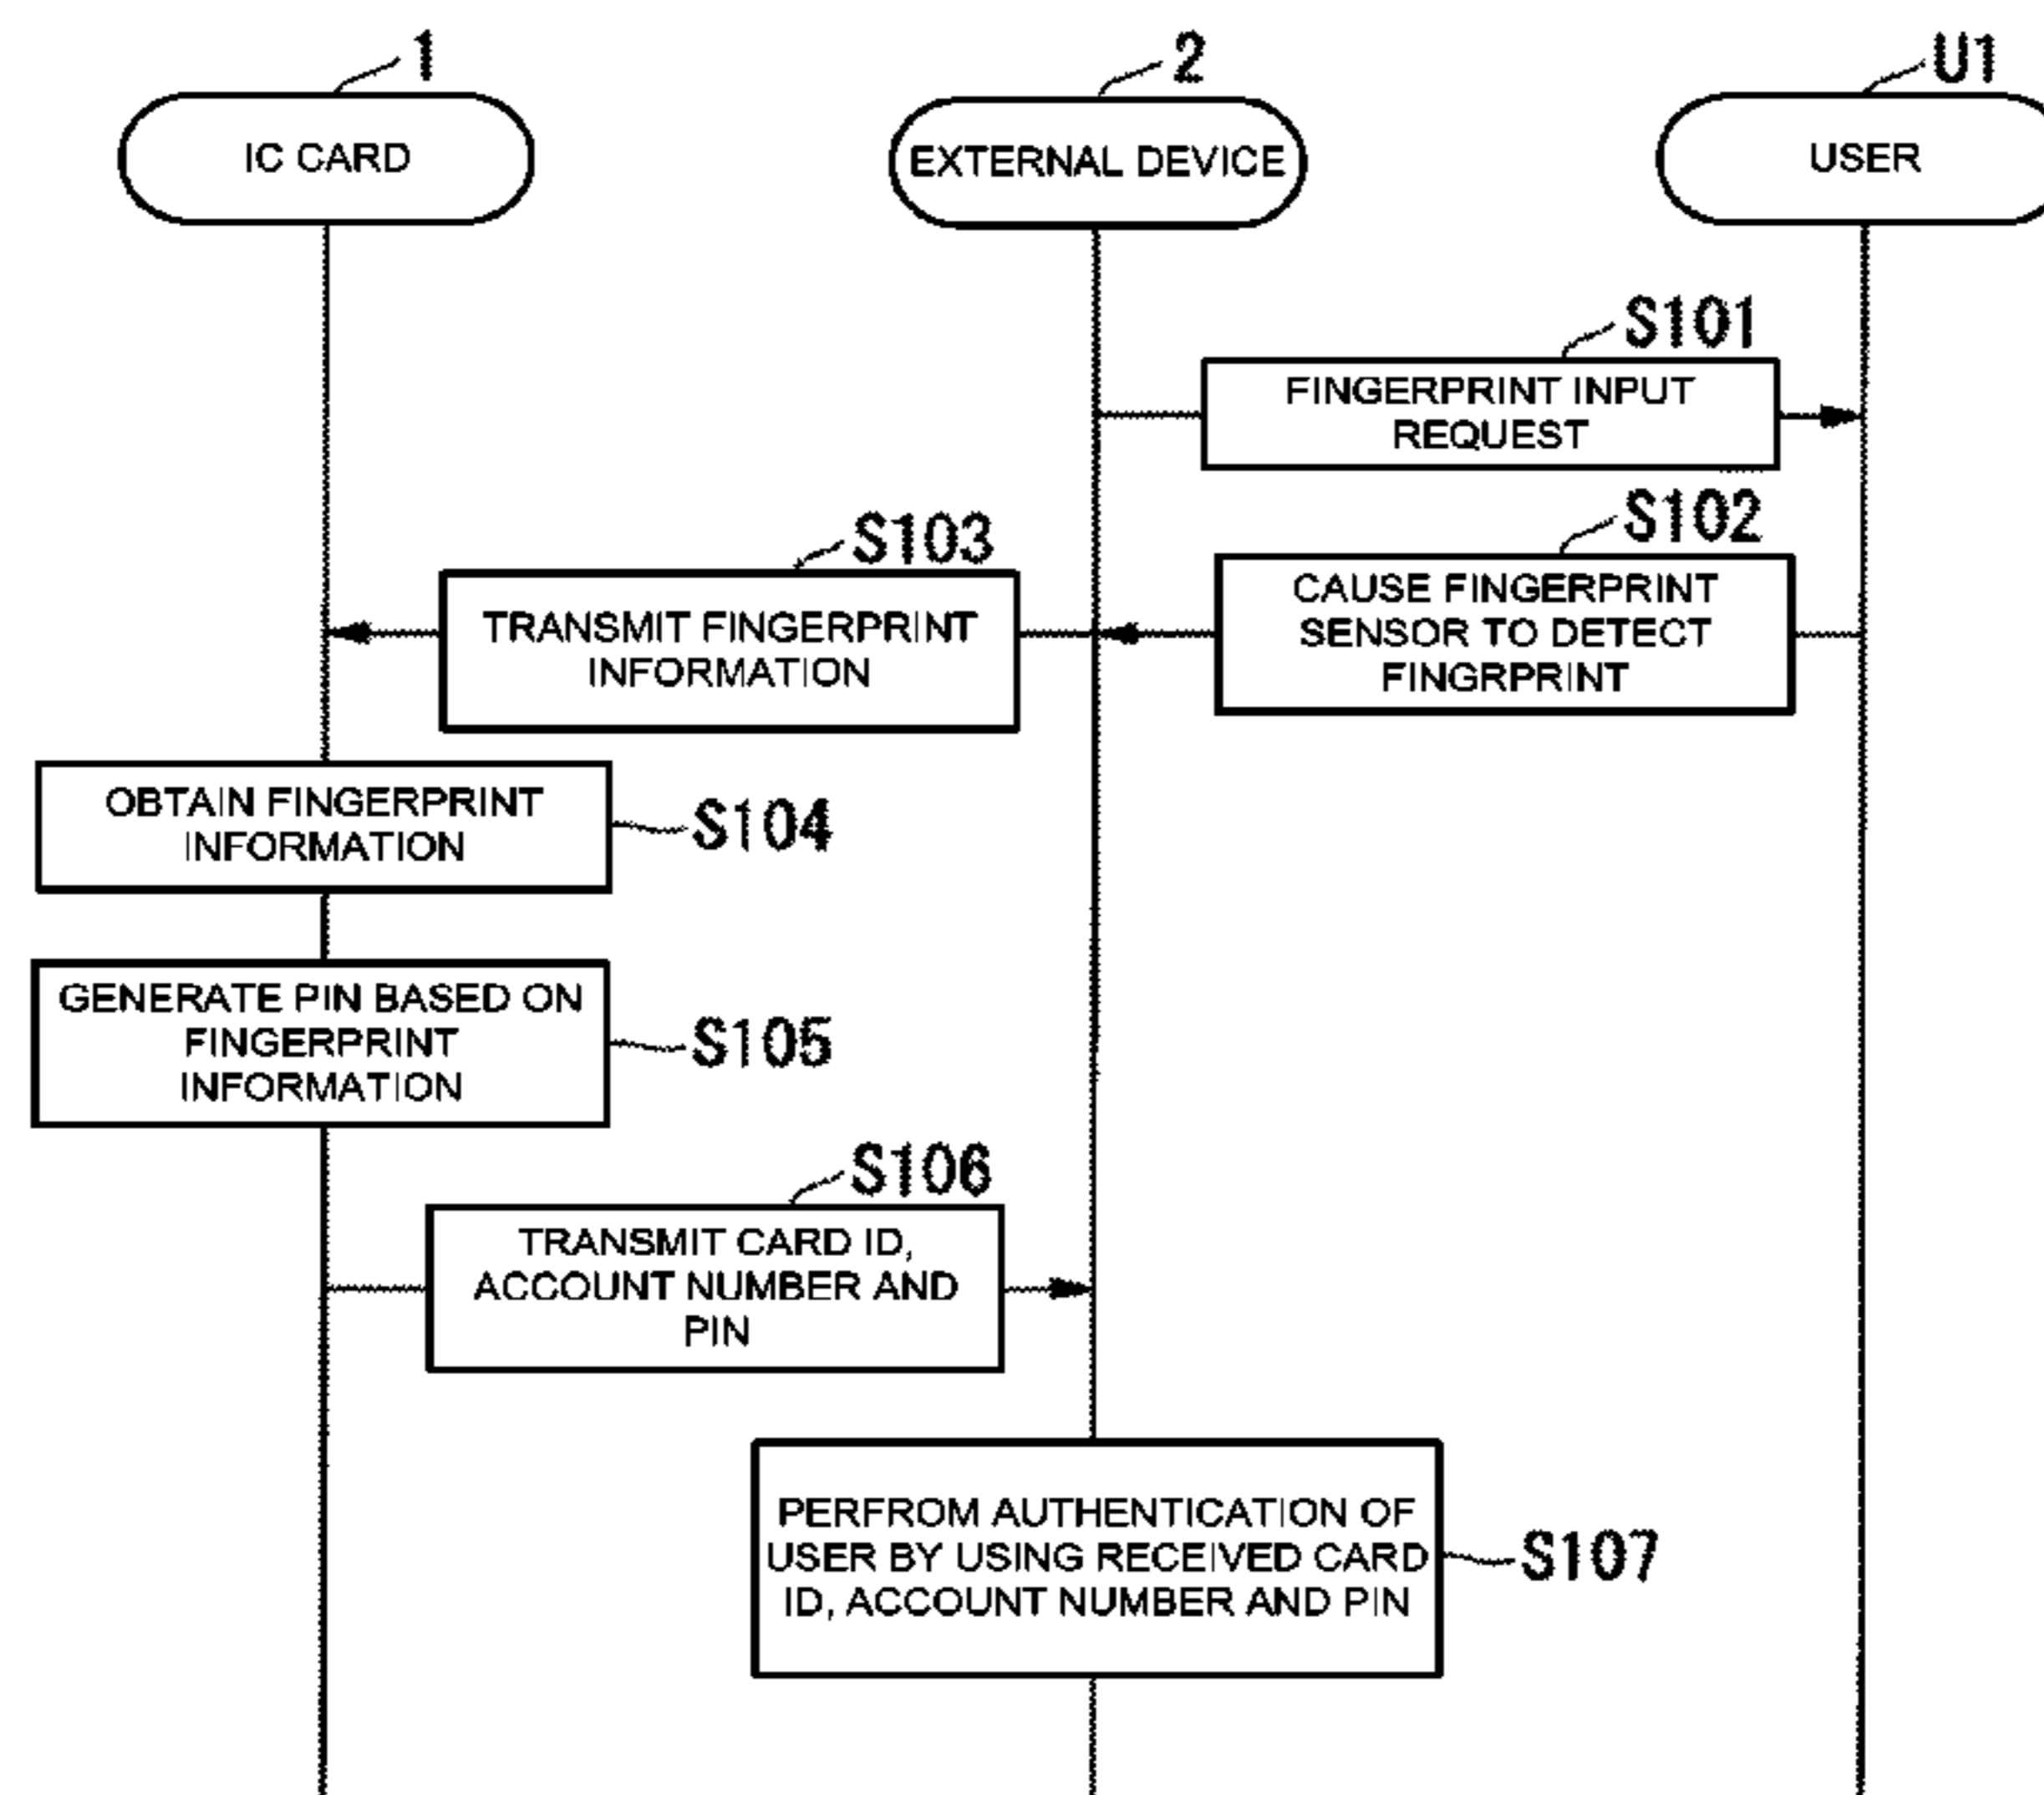 1
2
U1
IC CARD
EXTERNAL DEVICE
USER
S101
FINGERPRINT INPUT
REQUEST
S102
CAUSE FINGERPRINT
SENSOR TO DETECT
FINGRPRINT
S103
TRANSMIT FINGERPRINT
INFORMATION
OBTAIN FINGERPRINT
INFORMATION
S104
GENERATE PIN BASED ON
FINGERPRINT
INFORMATION
S105
S106
TRANSMIT CARD ID,
ACCOUNT NUMBER AND
PIN
PERFROM AUTHENTICATION OF
USER BY USING RECEIVED CARD
ID, ACCOUNT NUMBER AND PIN
S107